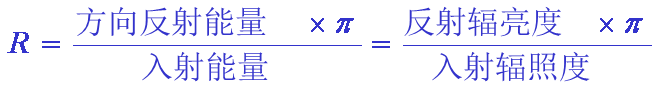 R = 方向反射能量 × π / 入射能量 = 反射辐亮度 × π / 入射辐照度